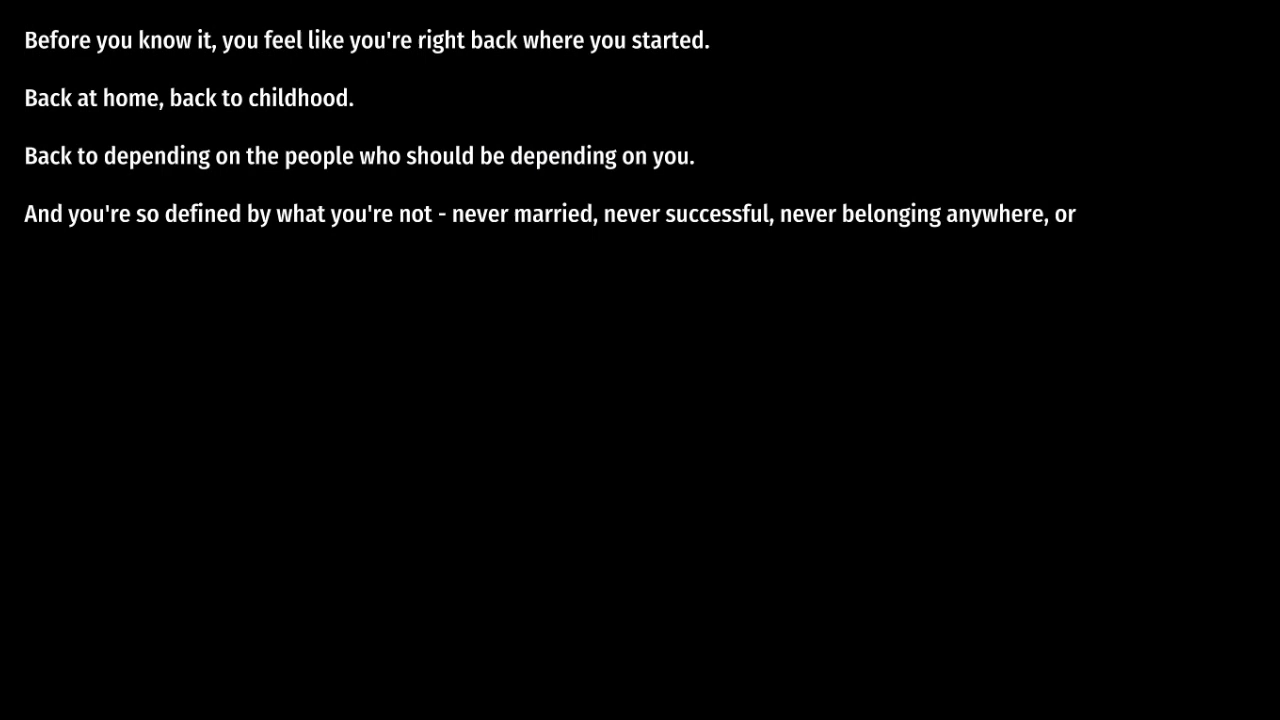 Before you know it, you feel like you're right back where you started.
Back at home, back to childhood.
Back to depending on the people who should be depending on you.
And you're so defined by what you're not - never married, never successful, never belonging anywhere, or